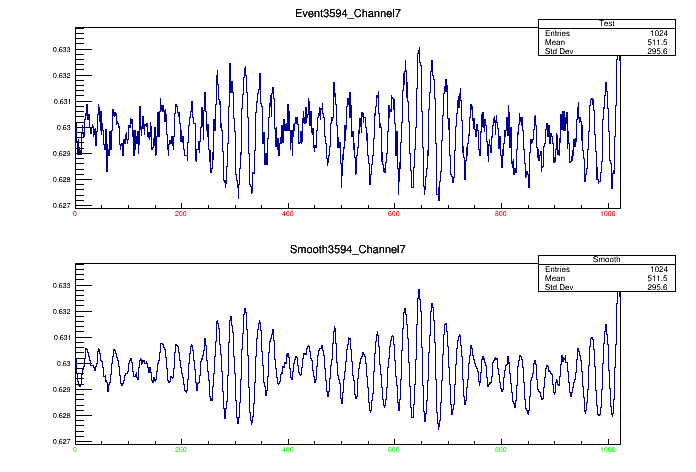 Event3594_Channel7
Test
Entries 1024
Mean 511.5
Std Dev 295.6
0.633
0.632
0.631
0.63
0.629
0.628
0.627
0 200 400 600 800 1000
Smooth3594_Channel7
Smooth
Entries 1024
Mean 511.5
Std Dev 295.6
0.633
0.632
0.631
0.63
0.629
0.628
0.627
0 200 400 600 800 1000